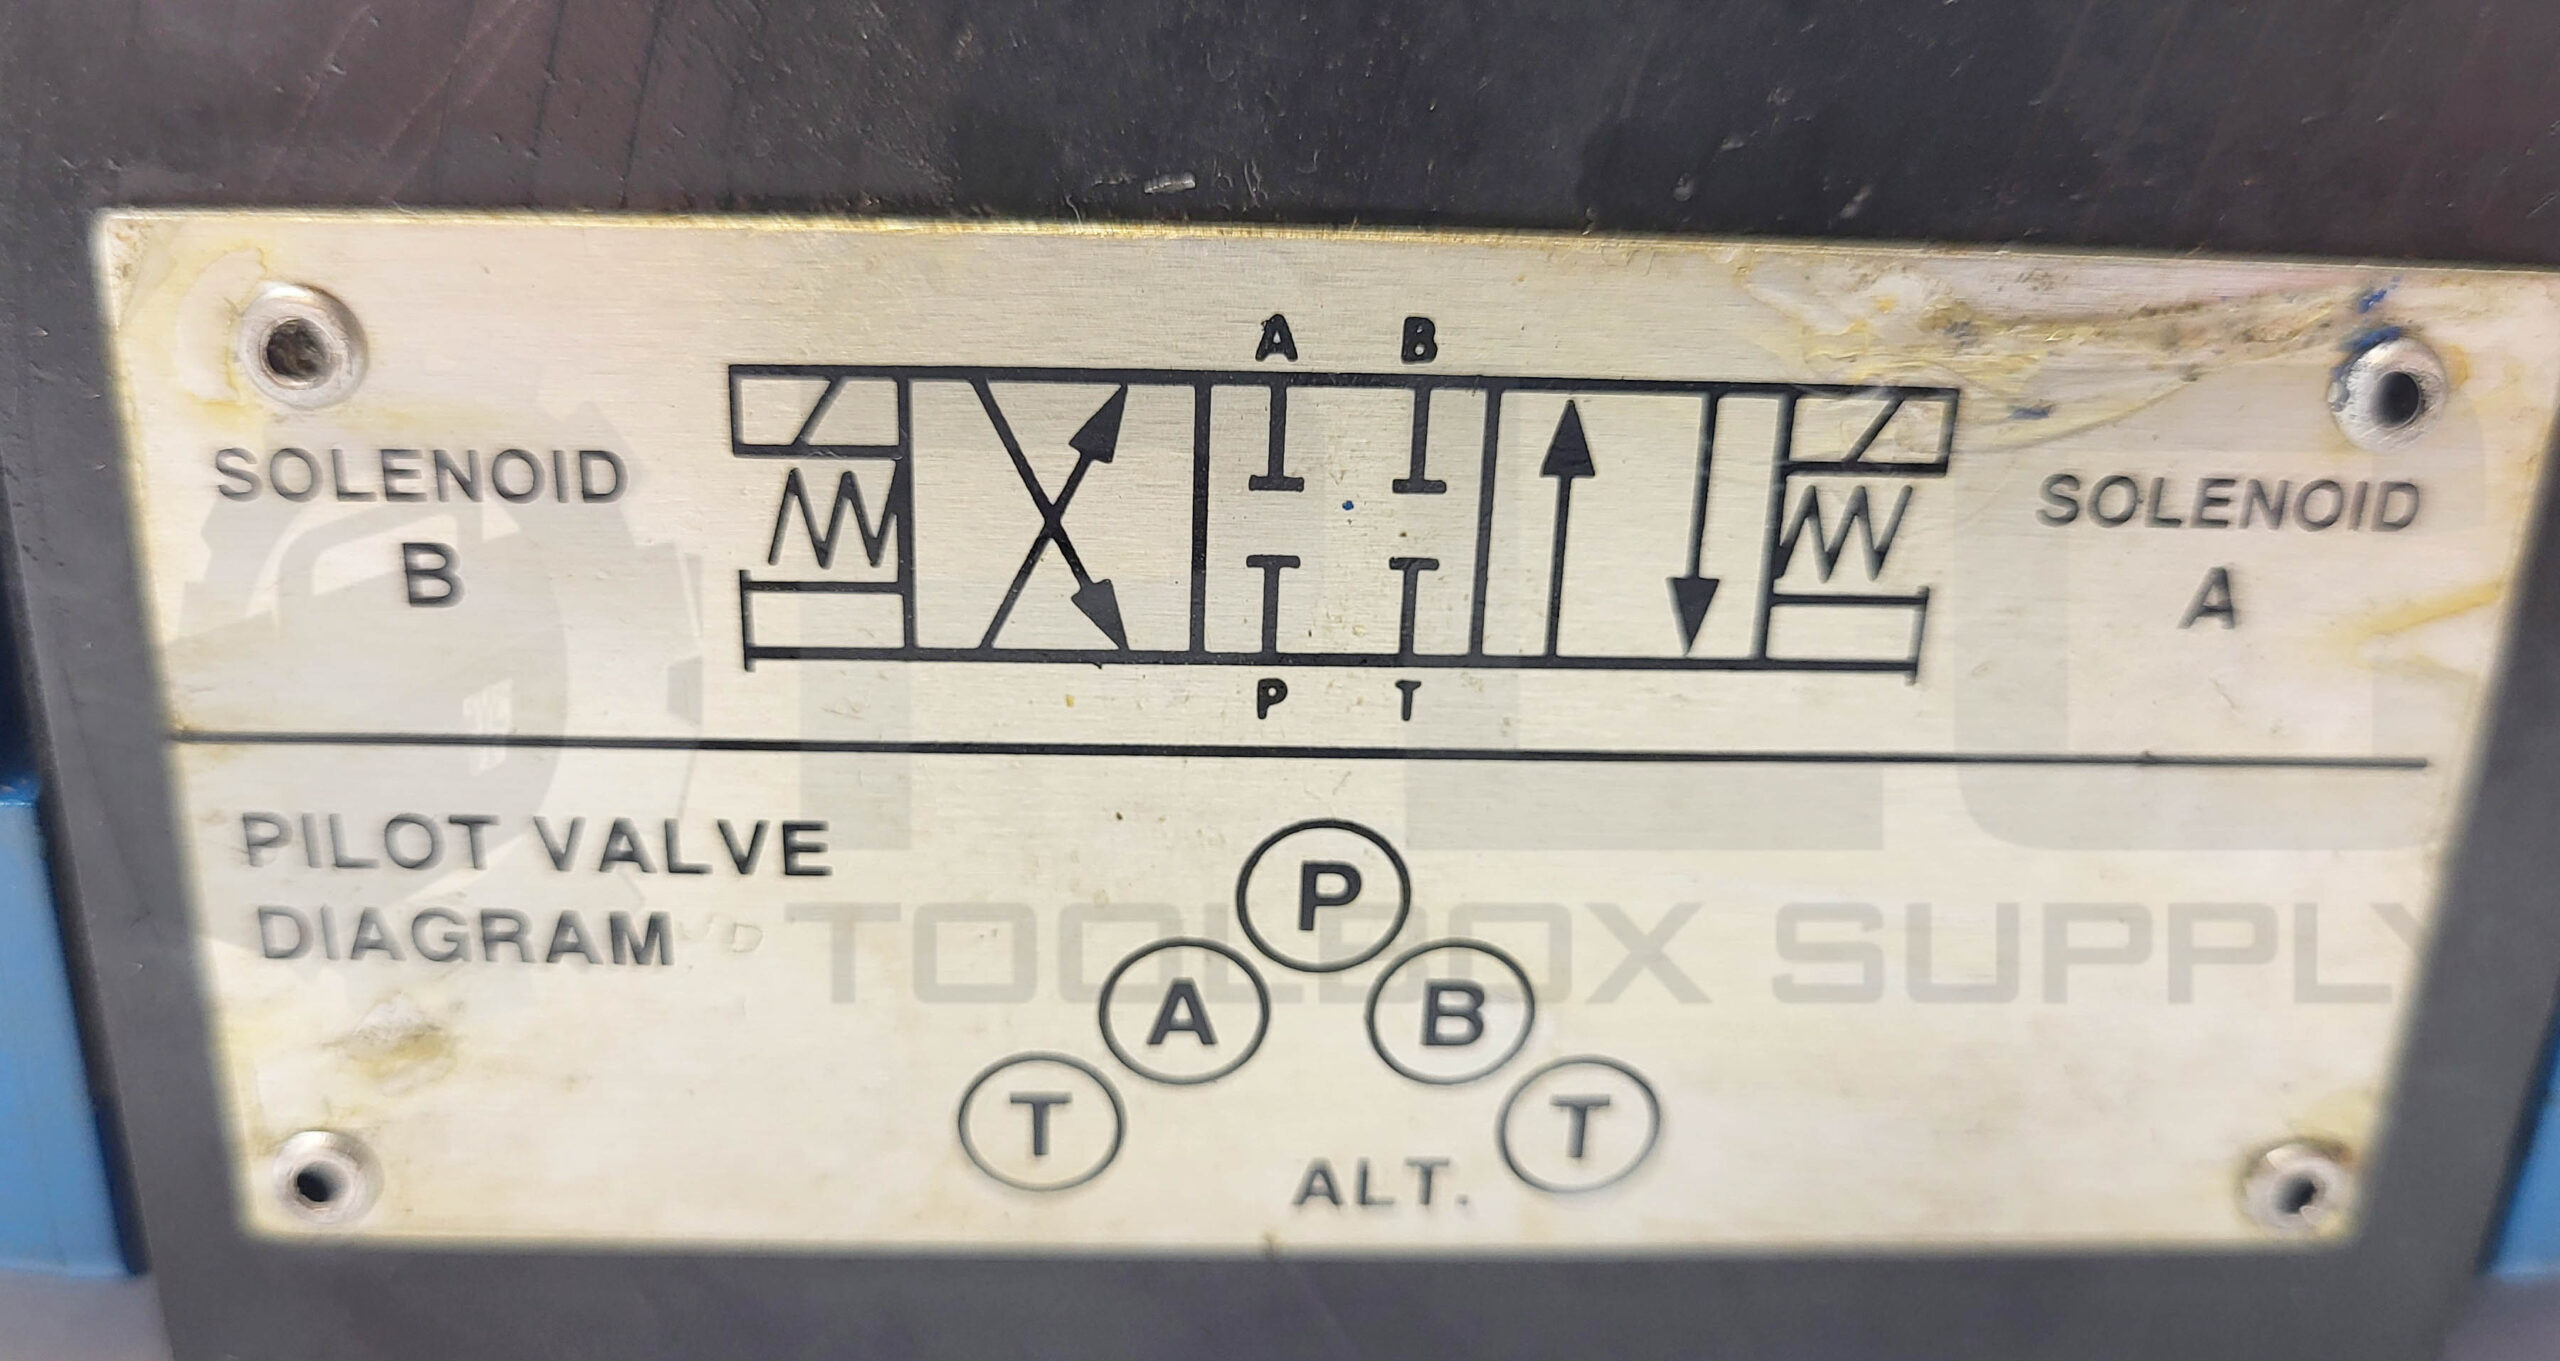 A B
SOLENOID
B
SOLENOID
A
P T
PILOT VALVE
DIAGRAM
P
A B
T T
ALT.
TOOLBOX SUPPLY